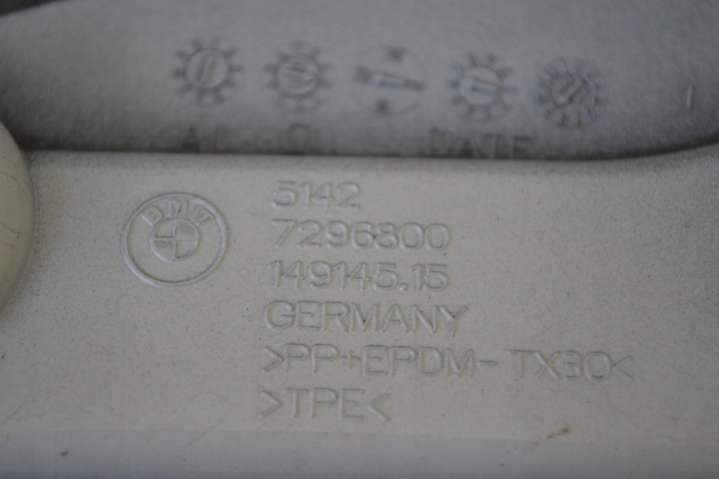 DATE
BMW
5142
7296800
149145.15
GERMANY
>PP+EPDM-TX30<
>TPE<